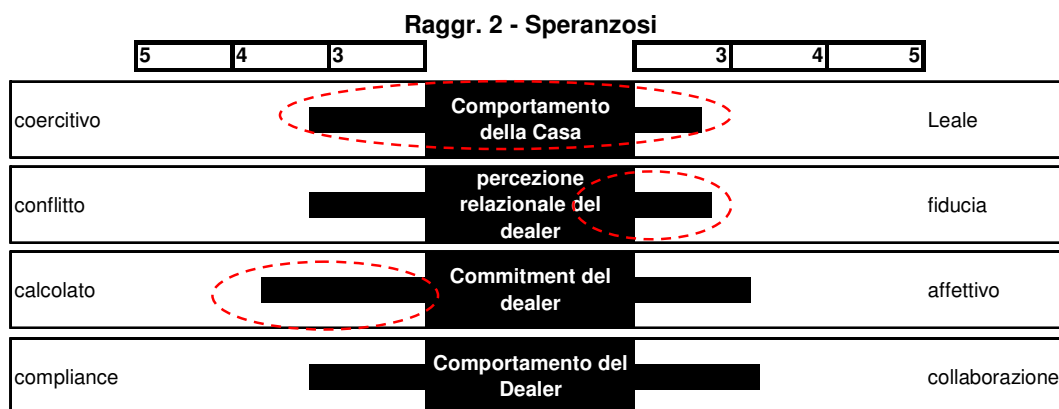 Raggr. 2 - Speranzosi
5 4 3 3 4 5
coercitivo
Comportamento
della Casa
Leale
conflitto
percezione
relazionale del
dealer
fiducia
calcolato
Commitment del
dealer
affettivo
compliance
Comportamento del
Dealer
collaborazione